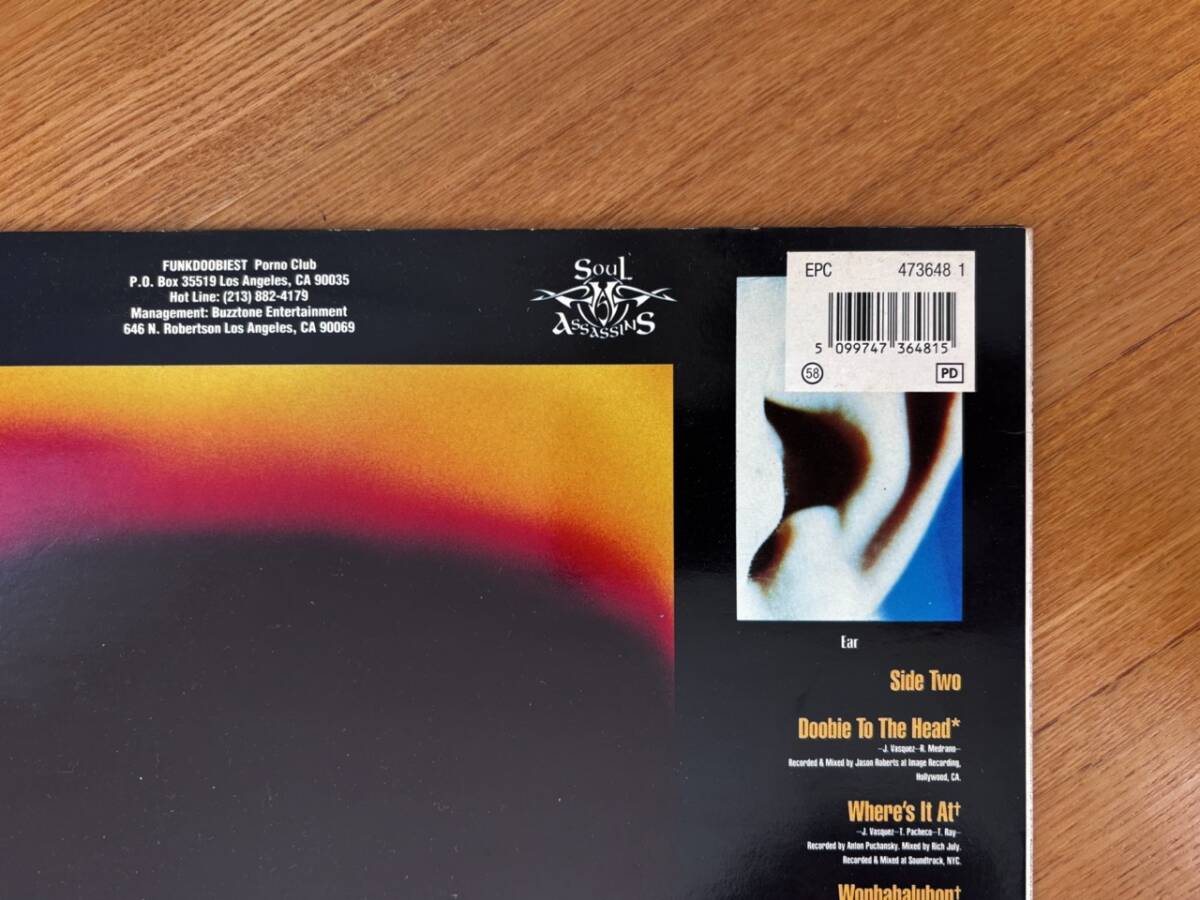 FUNKDOOBIEST Porno Club
P.O. Box 35519 Los Angeles, CA 90035
Hot Line: (213) 882-4179
Management: Buzztone Entertainment
646 N. Robertson Los Angeles, CA 90069
SOUL
ASSASSINS
EPC 473648 1
5 099747 364815
58 PD
Ear
Side Two
Doobie To The Head*
–J. Vasquez–R. Medrano–
Recorded & Mixed by Jason Roberts at Image Recording,
Hollywood, CA.
Where's It At†
–J. Vasquez–T. Pacheco–T. Ray–
Recorded by Anton Puchansky. Mixed by Rich July.
Recorded & Mixed at Soundtrack, NYC.